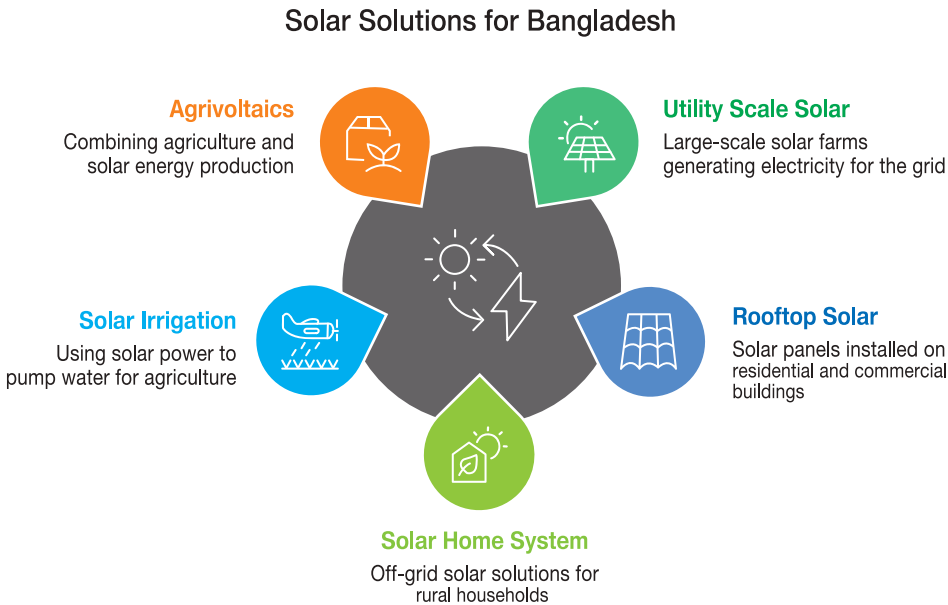 Solar Solutions for Bangladesh
Agrivoltaics
Combining agriculture and
solar energy production
Utility Scale Solar
Large-scale solar farms
generating electricity for the grid
Solar Irrigation
Using solar power to
pump water for agriculture
Rooftop Solar
Solar panels installed on
residential and commercial
buildings
Solar Home System
Off-grid solar solutions for
rural households